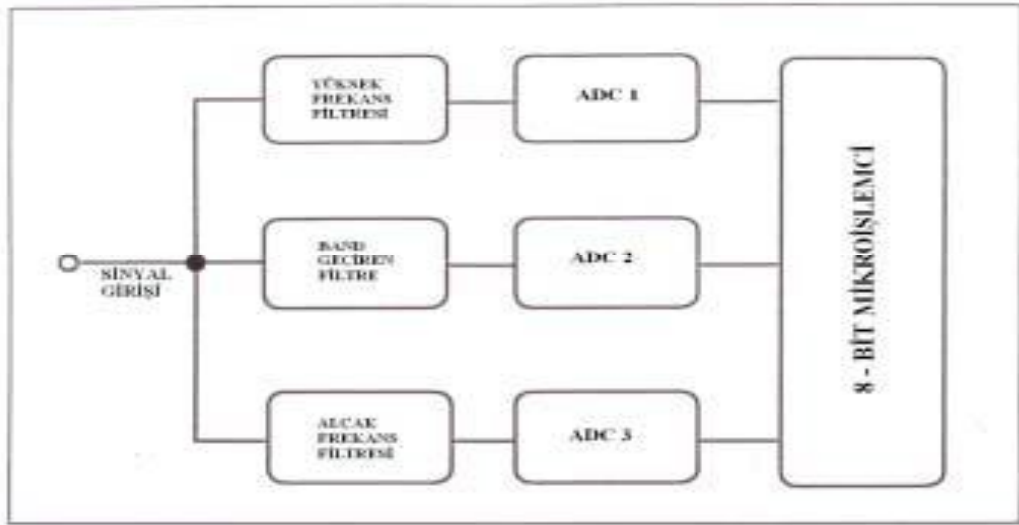 YÜKSEK
FREKANS
FİLTRESİ
ADC 1
BAND
GEÇİREN
FİLTRE
ADC 2
SİNYAL
GİRİŞİ
ALÇAK
FREKANS
FİLTRESİ
ADC 3
8 - BİT MİKROİŞLEMCİ